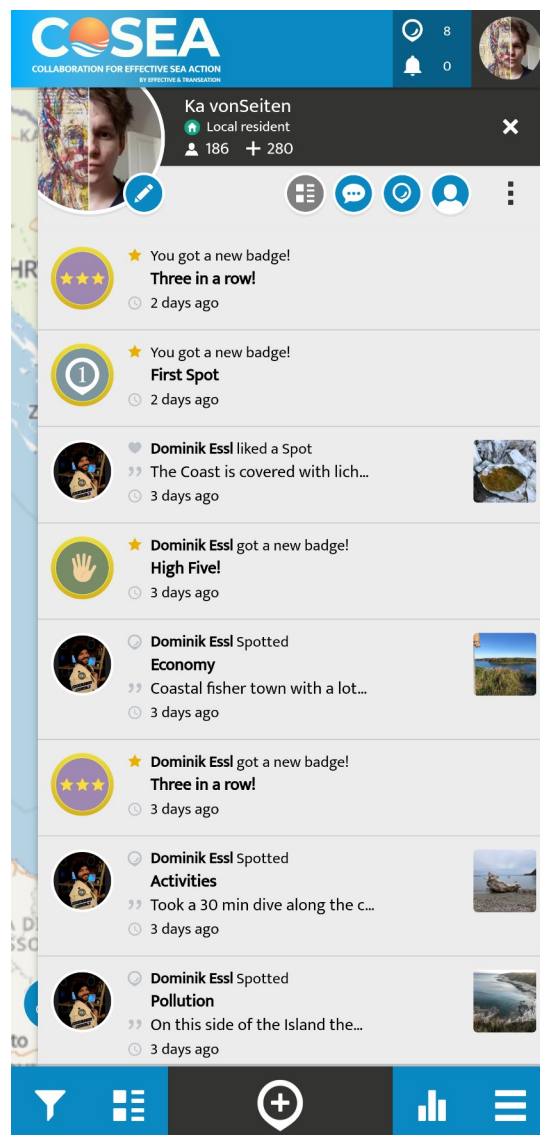 COSEA
COLLABORATION FOR EFFECTIVE SEA ACTION
BY EFFECTIVE & TRANSEATION
8
0
Ka vonSeiten
Local resident
186 + 280
You got a new badge!
Three in a row!
2 days ago
You got a new badge!
1
First Spot
2 days ago
Dominik Essl liked a Spot
The Coast is covered with lich...
3 days ago
Dominik Essl got a new badge!
High Five!
3 days ago
Dominik Essl Spotted
Economy
Coastal fisher town with a lot...
3 days ago
Dominik Essl got a new badge!
Three in a row!
3 days ago
Dominik Essl Spotted
Activities
Took a 30 min dive along the c...
3 days ago
Dominik Essl Spotted
Pollution
On this side of the Island the...
3 days ago
to